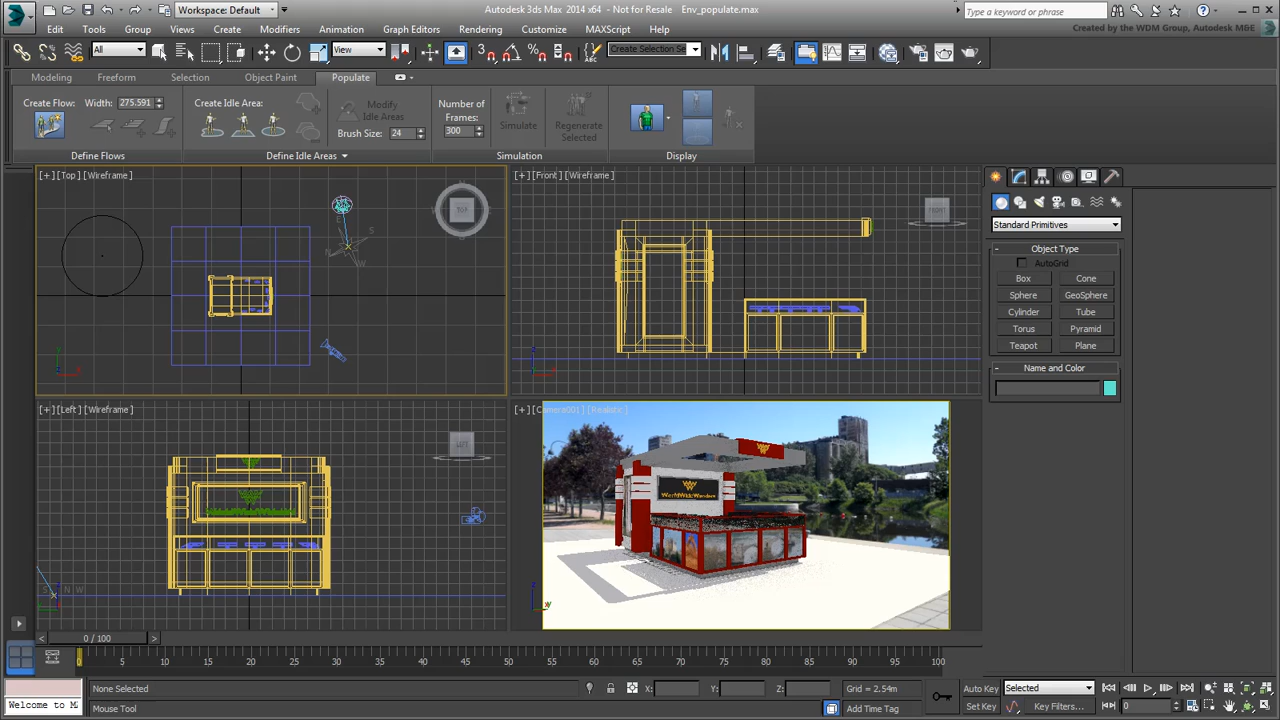 Workspace: Default
Autodesk 3ds Max 2014 x64 - Not for Resale Env_populate.max
Type a keyword or phrase
Edit Tools Group Views Create Modifiers Animation Graph Editors Rendering Customize MAXScript Help
Created by the WDM Group, Autodesk M&E
All
View
Create Selection Se
Modeling Freeform Selection Object Paint Populate
Create Flow: Width: 275.591
Create Idle Area:
Modify Idle Areas
Brush Size: 24
Number of Frames:
300
Simulate
Regenerate Selected
Define Flows Define Idle Areas Simulation Display
[+] [Top] [Wireframe]
TOP
[+] [Front] [Wireframe]
FRONT
[+] [Left] [Wireframe]
LEFT
[+] [Camera001] [Realistic]
WorldWideWonders
Standard Primitives
Object Type
AutoGrid
Box Cone
Sphere GeoSphere
Cylinder Tube
Torus Pyramid
Teapot Plane
Name and Color
0 / 100
0 5 10 15 20 25 30 35 40 45 50 55 60 65 70 75 80 85 90 95 100
None Selected
X: Y: Z: Grid = 2.54m
Auto Key Selected
Welcome to M
Mouse Tool
Add Time Tag
Set Key Key Filters... 0